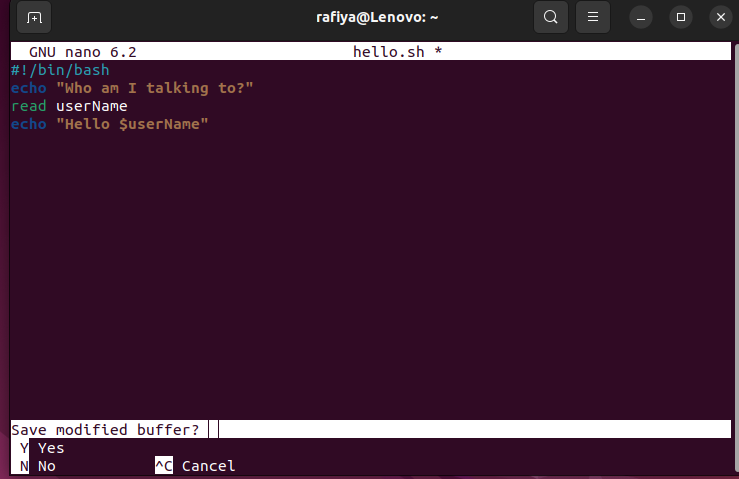 rafiya@Lenovo: ~
GNU nano 6.2 hello.sh *
#!/bin/bash
echo "Who am I talking to?"
read userName
echo "Hello $userName"
Save modified buffer?
Y Yes
N No ^C Cancel